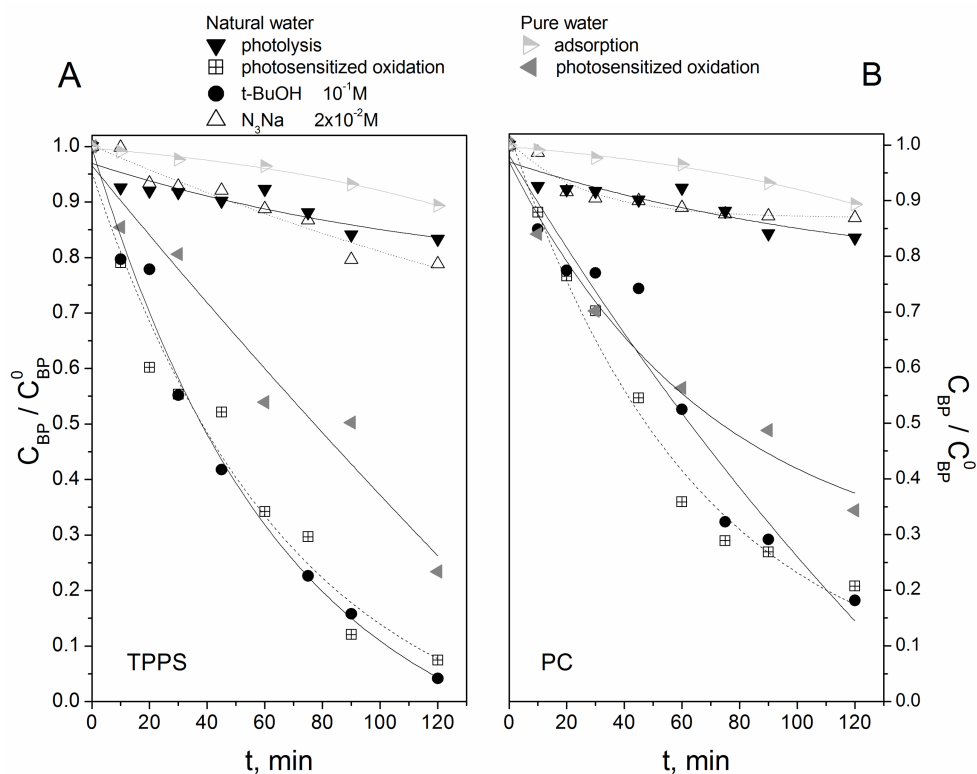 Natural water
photolysis
photosensitized oxidation
t-BuOH 10⁻¹M
N₃Na 2x10⁻²M
Pure water
adsorption
photosensitized oxidation
A
B
1.0
0.9
0.8
0.7
0.6
0.5
0.4
0.3
0.2
0.1
0.0
C_BP / C⁰_BP
TPPS
0 20 40 60 80 100 120
t, min
PC
0 20 40 60 80 100 120
t, min
1.0
0.9
0.8
0.7
0.6
0.5
0.4
0.3
0.2
0.1
0.0
C_BP / C⁰_BP